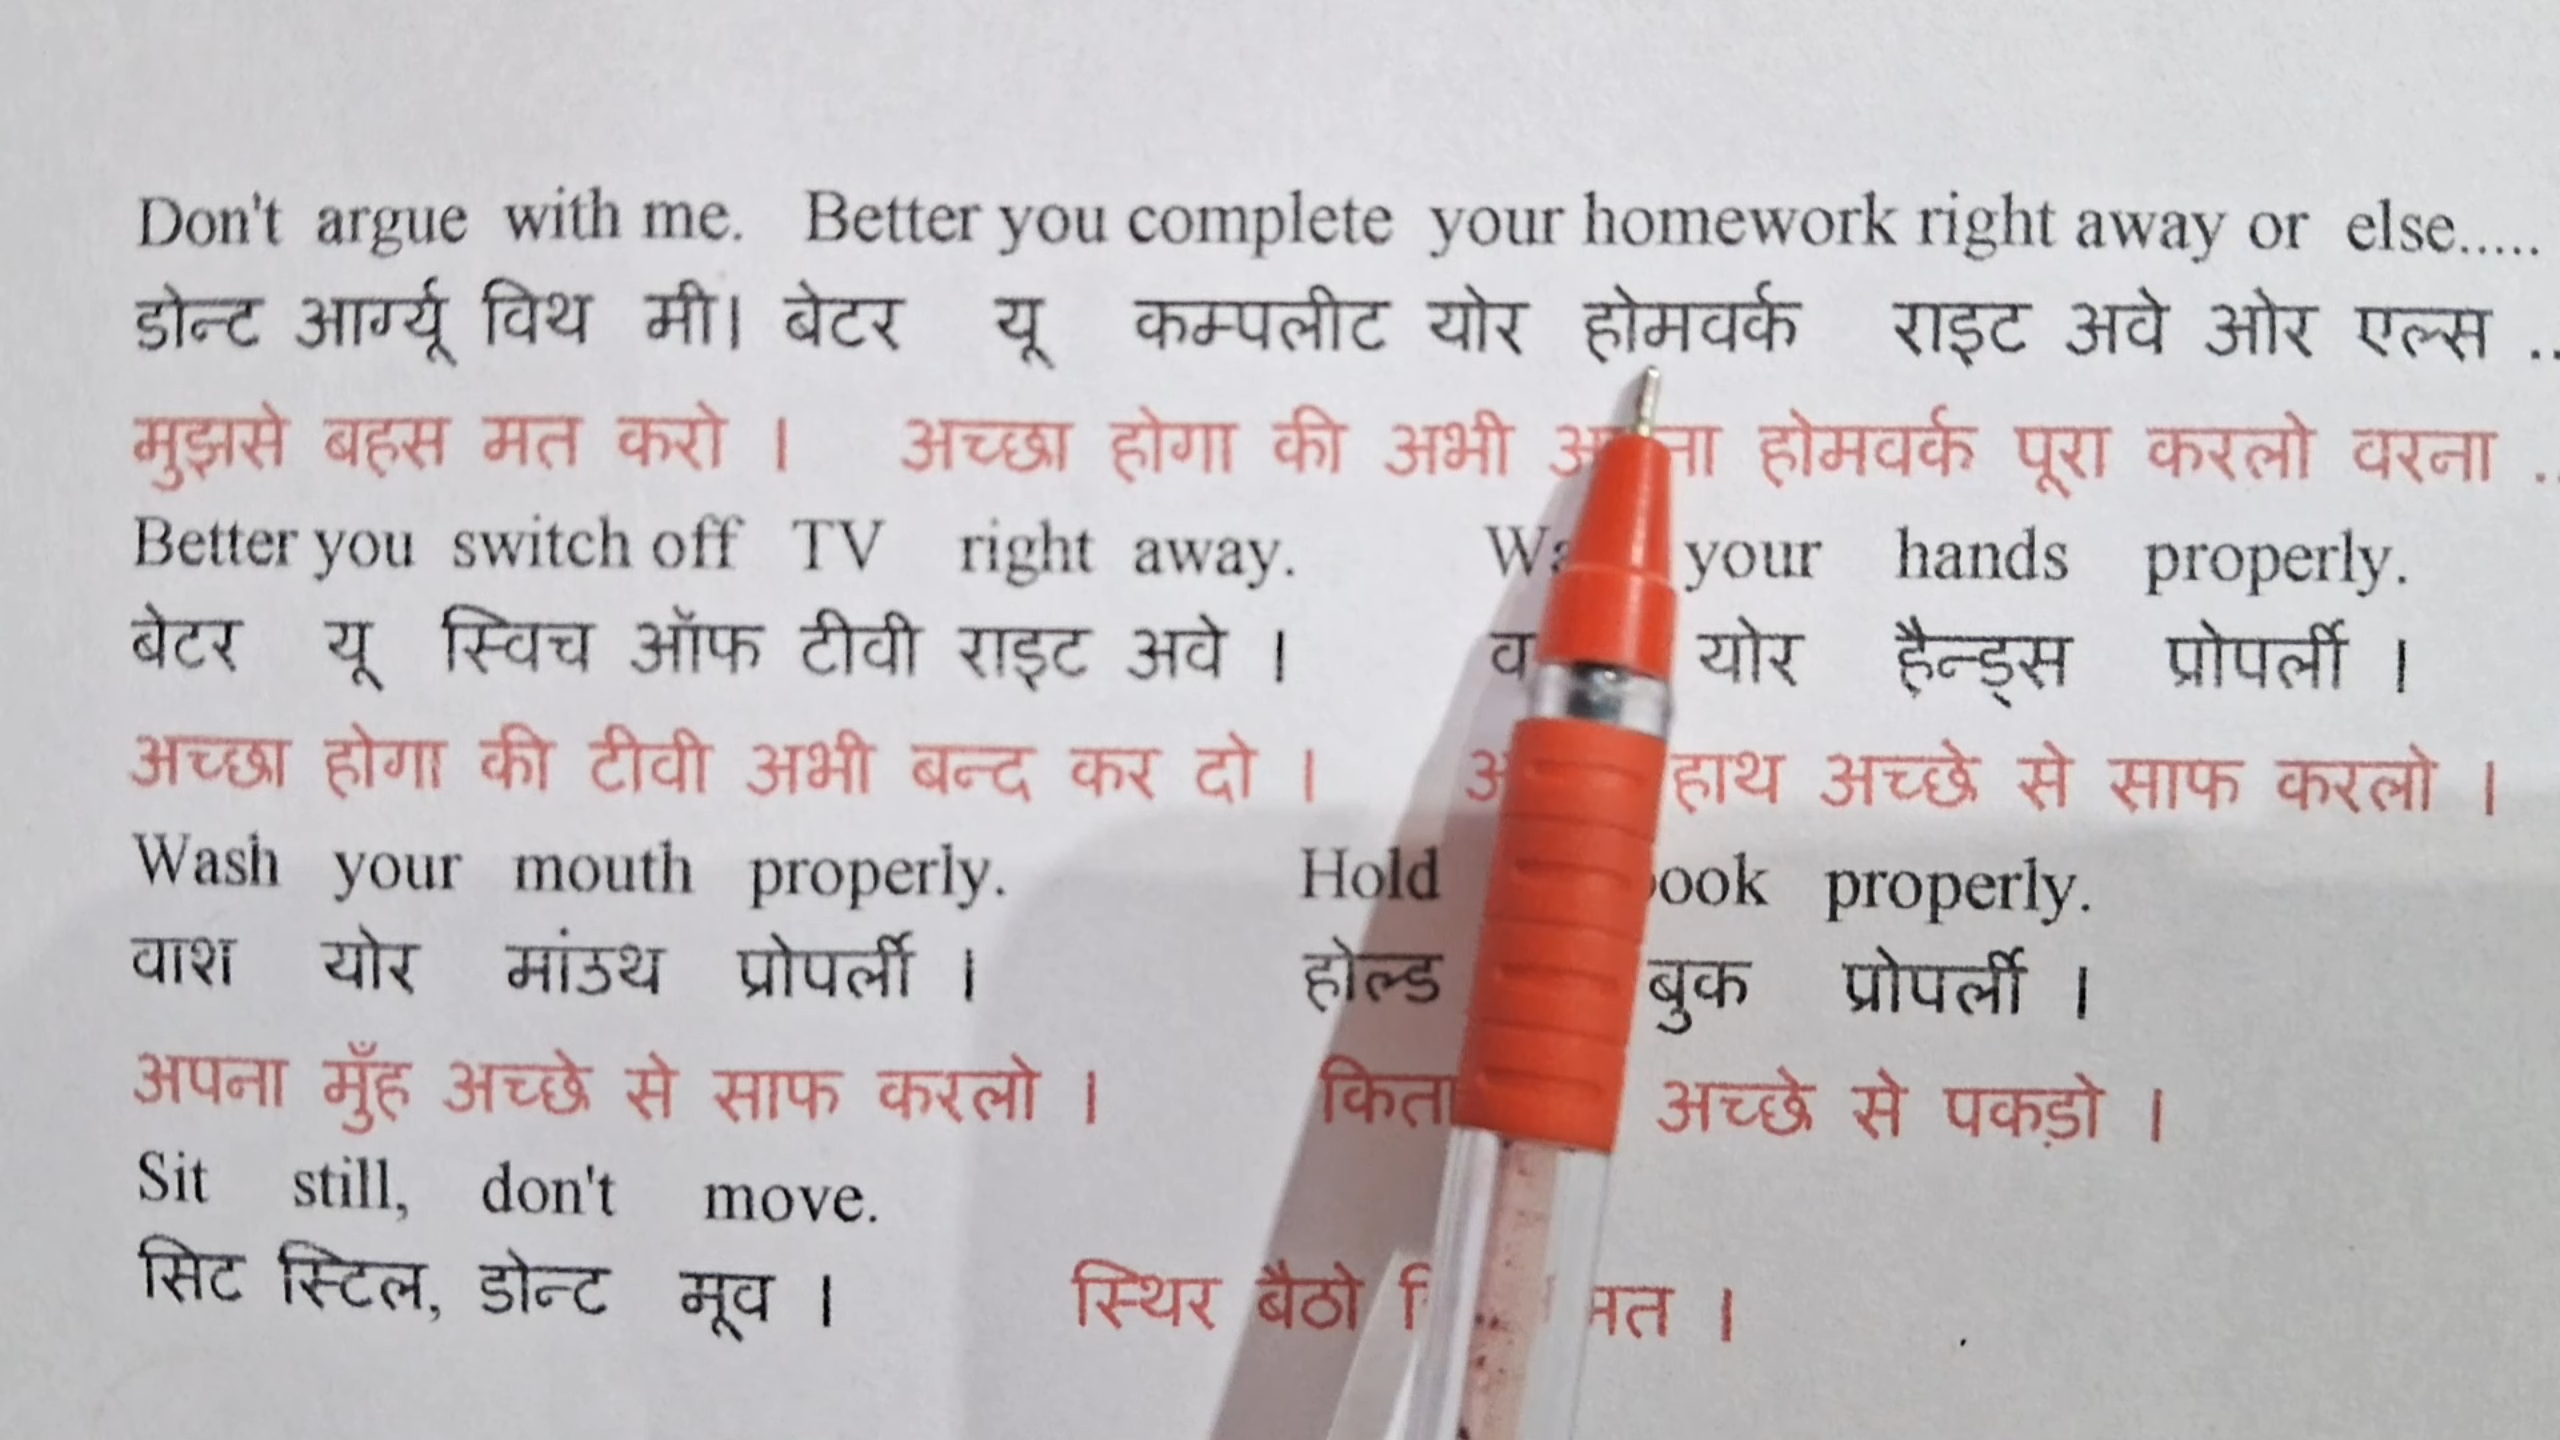 Don't argue with me. Better you complete your homework right away or else.....
डोन्ट आर्ग्यू विथ मी। बेटर यू कम्पलीट योर होमवर्क राइट अवे ओर एल्स ..
मुझसे बहस मत करो । अच्छा होगा की अभी होमवर्क पूरा करलो वरना ..
Better you switch off TV right away. your hands properly.
बेटर यू स्विच ऑफ टीवी राइट अवे । योर हैन्ड्स प्रोपर्ली ।
अच्छा होगा की टीवी अभी बन्द कर दो । हाथ अच्छे से साफ करलो ।
Wash your mouth properly. Hold properly.
वाश योर मांउथ प्रोपर्ली । होल्ड बुक प्रोपर्ली ।
अपना मुँह अच्छे से साफ करलो । अच्छे से पकड़ो ।
Sit still, don't move.
सिट स्टिल, डोन्ट मूव । स्थिर बैठो मत ।